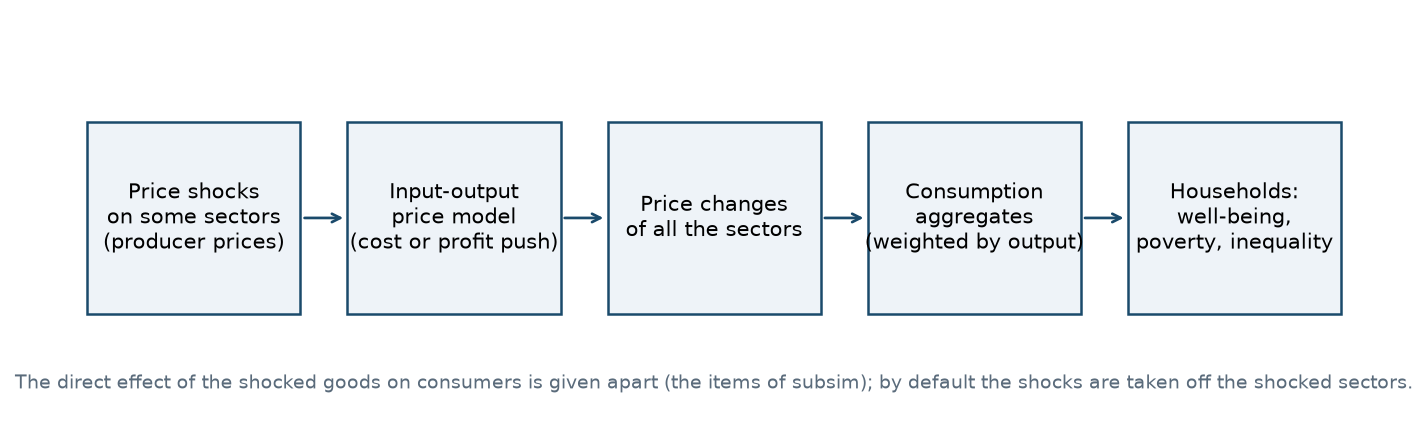 Price shocks
on some sectors
(producer prices)
Input-output
price model
(cost or profit push)
Price changes
of all the sectors
Consumption
aggregates
(weighted by output)
Households:
well-being,
poverty, inequality
The direct effect of the shocked goods on consumers is given apart (the items of subsim); by default the shocks are taken off the shocked sectors.